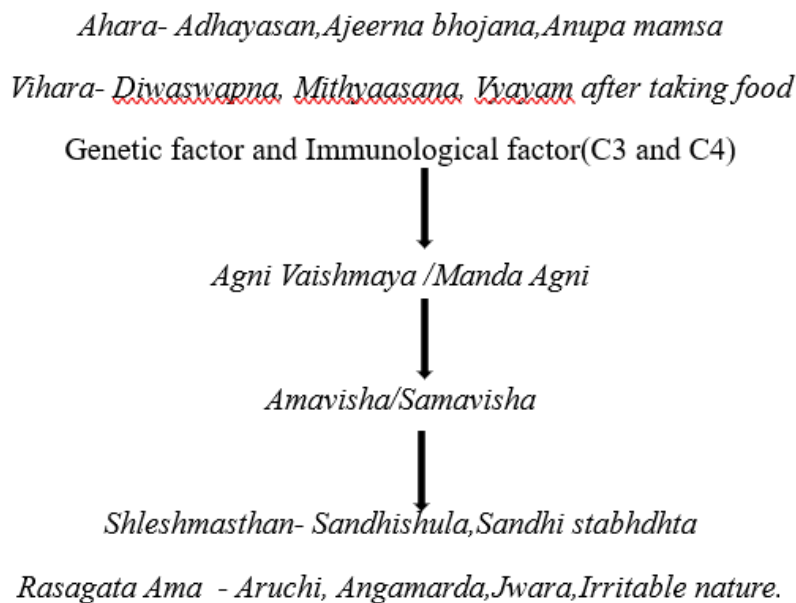 Ahara- Adhayasan,Ajeerna bhojana,Anupa mamsa
Vihara- Diwaswapna, Mithyaasana, Vyayam after taking food
Genetic factor and Immunological factor(C3 and C4)
Agni Vaishmaya /Manda Agni
Amavisha/Samavisha
Shleshmasthan- Sandhishula,Sandhi stabhdhta
Rasagata Ama - Aruchi, Angamarda,Jwara,Irritable nature.